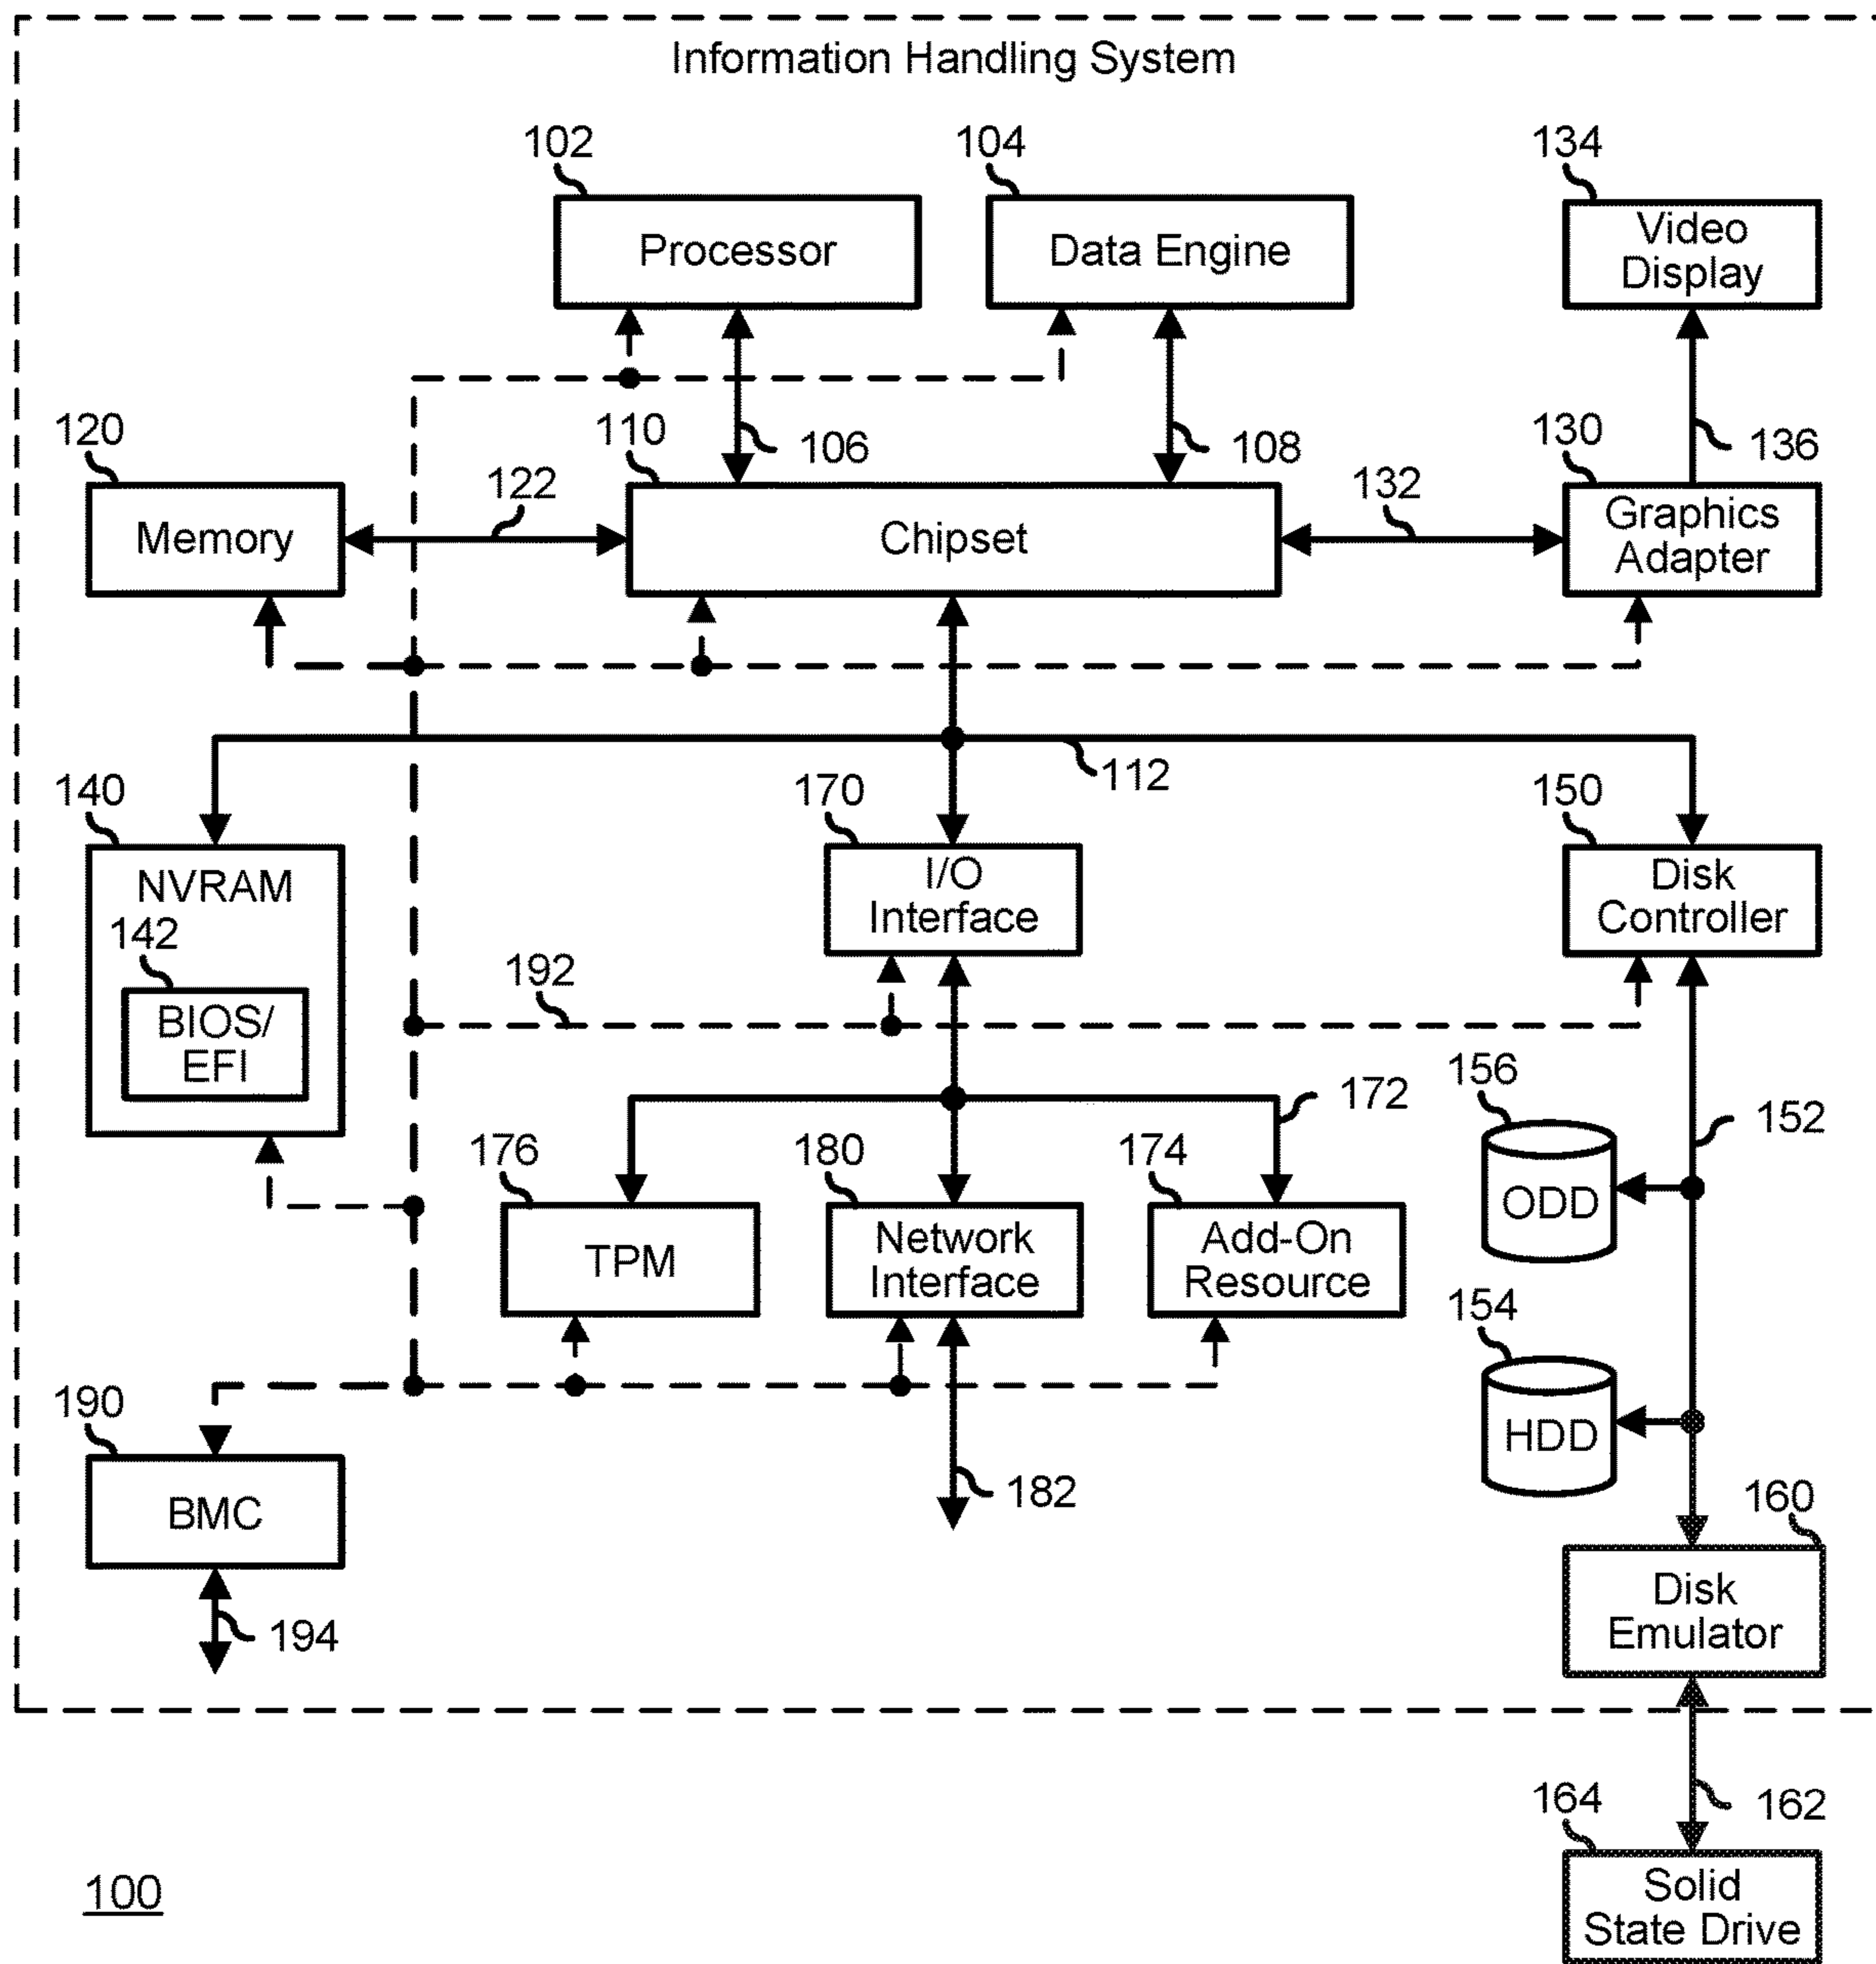 Information Handling System
102
104
134
Processor
Data Engine
Video
Display
120
110
106
108
130
136
122
132
Memory
Chipset
Graphics
Adapter
112
140
170
150
NVRAM
I/O
Interface
Disk
Controller
142
192
BIOS/
EFI
156
172
152
176
180
174
ODD
TPM
Network
Interface
Add-On
Resource
154
190
HDD
182
160
BMC
Disk
Emulator
194
164
162
100
Solid
State Drive